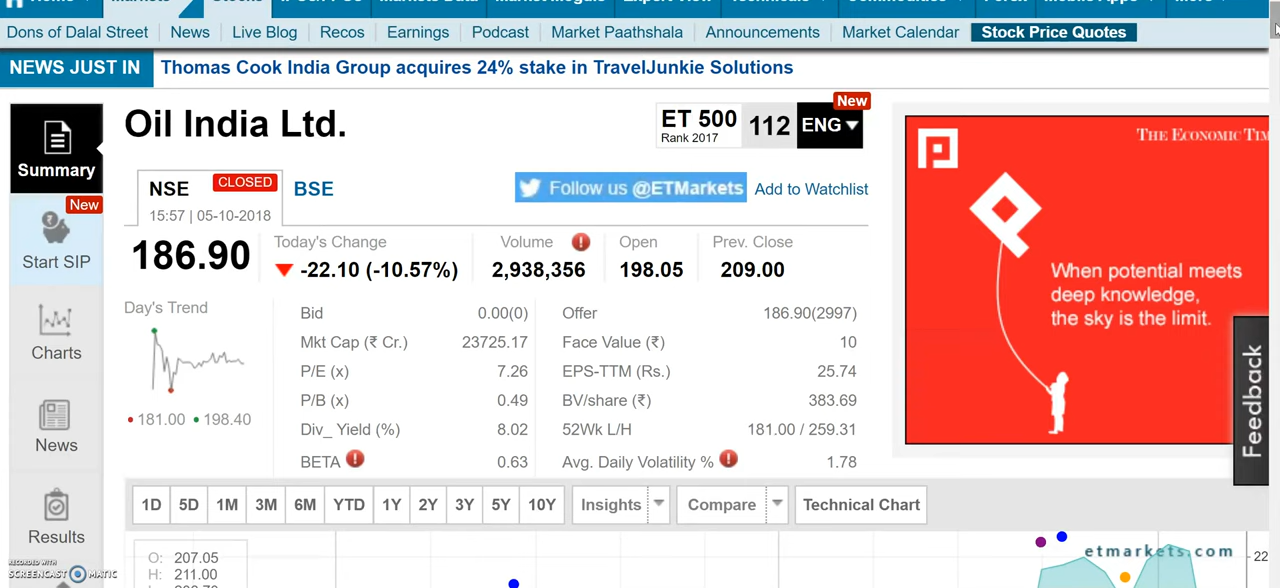 Dons of Dalal Street News Live Blog Recos Earnings Podcast Market Paathshala Announcements Market Calendar Stock Price Quotes
NEWS JUST IN Thomas Cook India Group acquires 24% stake in TravelJunkie Solutions
Summary
New
Start SIP
Charts
News
Results
Oil India Ltd.
ET 500
Rank 2017
112
ENG
New
NSE CLOSED BSE
15:57 | 05-10-2018
Follow us @ETMarkets Add to Watchlist
186.90
Today's Change
-22.10 (-10.57%)
Volume
2,938,356
Open
198.05
Prev. Close
209.00
Day's Trend
181.00 198.40
Bid 0.00(0) Offer 186.90(2997)
Mkt Cap (₹ Cr.) 23725.17 Face Value (₹) 10
P/E (x) 7.26 EPS-TTM (Rs.) 25.74
P/B (x) 0.49 BV/share (₹) 383.69
Div_ Yield (%) 8.02 52Wk L/H 181.00 / 259.31
BETA 0.63 Avg. Daily Volatility % 1.78
1D 5D 1M 3M 6M YTD 1Y 2Y 3Y 5Y 10Y Insights Compare Technical Chart
O: 207.05
H: 211.00
etmarkets.com
THE ECONOMIC TIM
When potential meets
deep knowledge,
the sky is the limit.
Feedback
RECORDED WITH
SCREENCAST MATIC